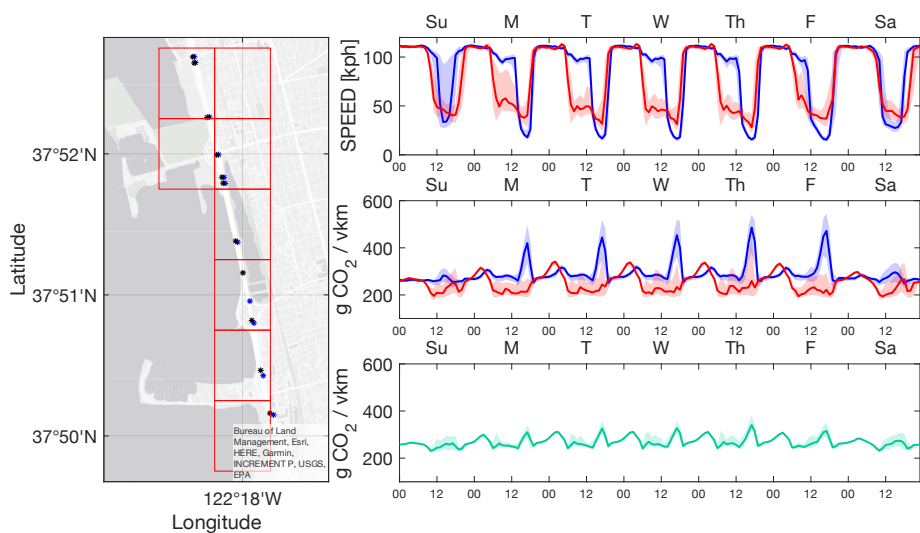 37°52'N
37°51'N
37°50'N
Latitude
122°18'W
Longitude
Bureau of Land
Management, Esri,
HERE, Garmin,
INCREMENT P, USGS,
EPA
Su M T W Th F Sa
SPEED [kph]
100
50
0
00 12 00 12 00 12 00 12 00 12 00 12 00 12
Su M T W Th F Sa
g CO2 / vkm
600
400
200
00 12 00 12 00 12 00 12 00 12 00 12 00 12
Su M T W Th F Sa
g CO2 / vkm
600
400
200
00 12 00 12 00 12 00 12 00 12 00 12 00 12